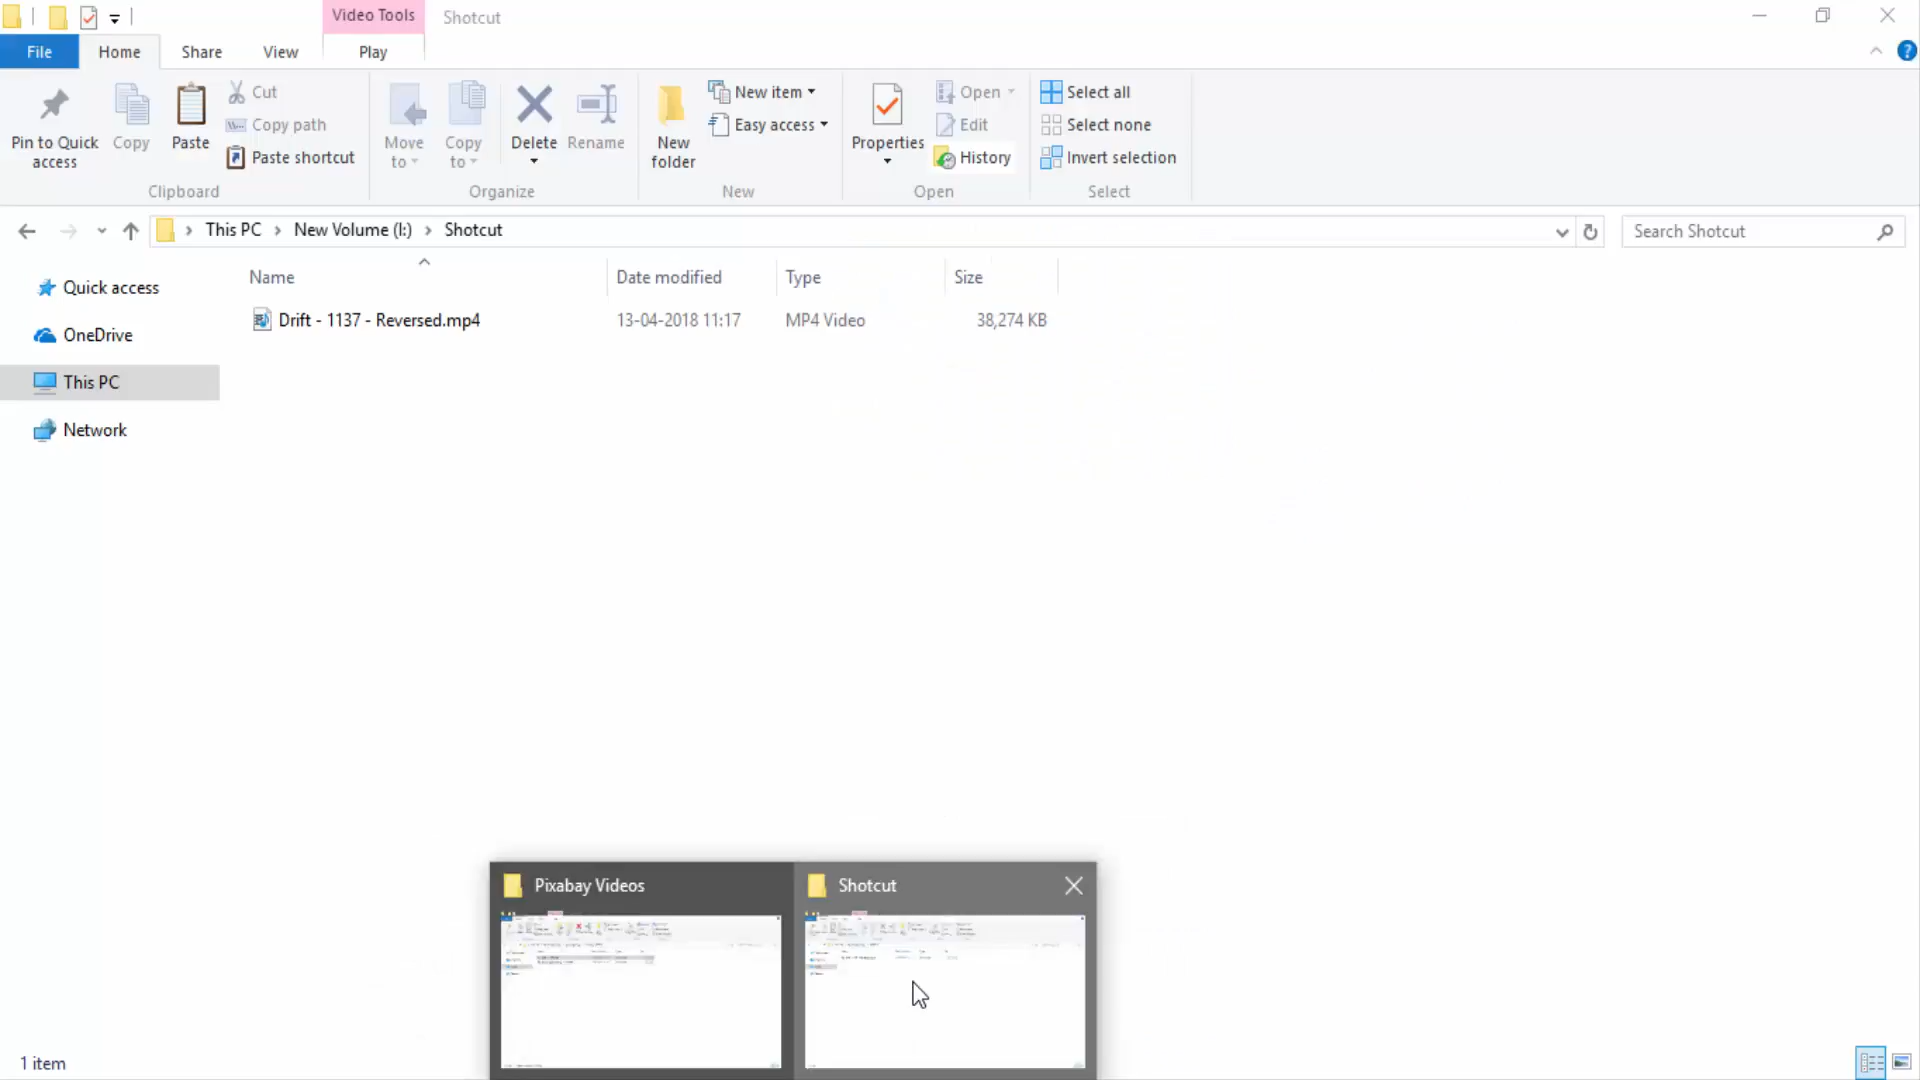 Video Tools
Shotcut
File
Home
Share
View
Play
Pin to Quick access
Copy
Paste
Cut
Copy path
Paste shortcut
Clipboard
Move to
Copy to
Delete
Rename
Organize
New folder
New item
Easy access
New
Properties
Open
Edit
History
Open
Select all
Select none
Invert selection
Select
This PC
New Volume (I:)
Shotcut
Search Shotcut
Quick access
OneDrive
This PC
Network
Name
Date modified
Type
Size
Drift - 1137 - Reversed.mp4
13-04-2018 11:17
MP4 Video
38,274 KB
Pixabay Videos
Shotcut
1 item